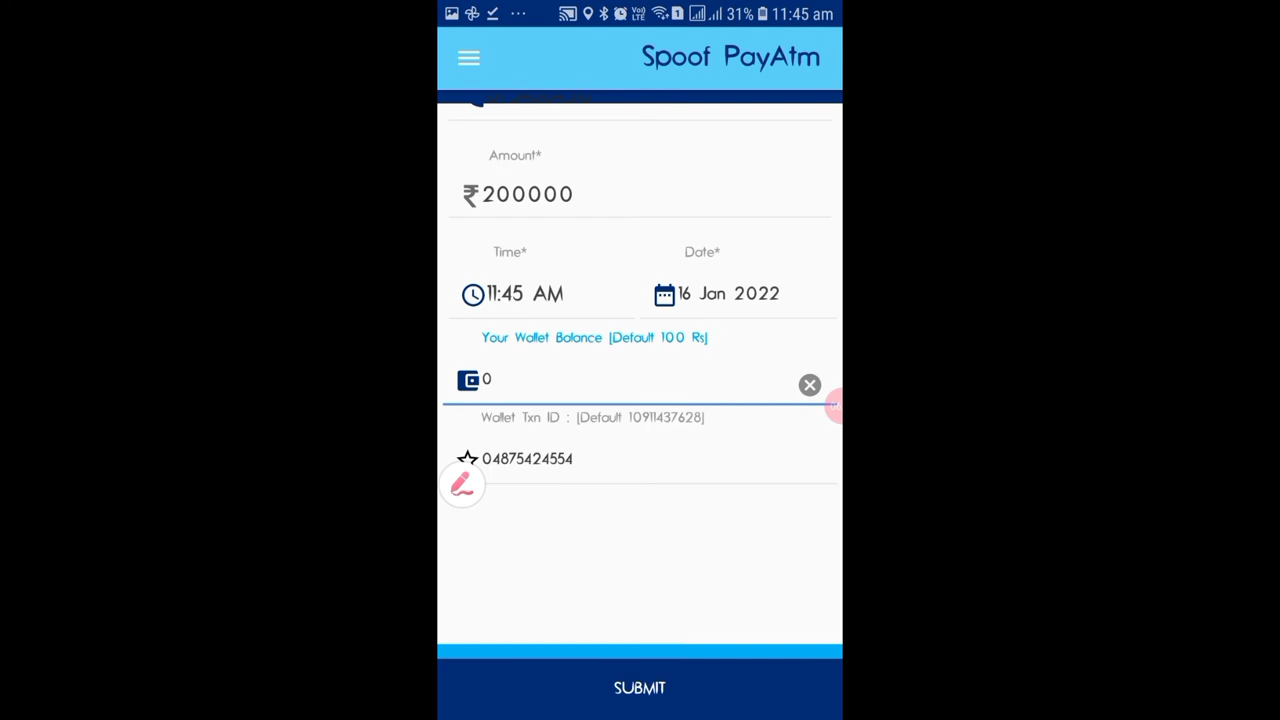 31% 11:45 am
Spoof PayAtm
Amount*
₹200000
Time* Date*
11:45 AM 16 Jan 2022
Your Wallet Balance [Default 100 Rs]
0
Wallet Txn ID : [Default 10911437628]
04875424554
SUBMIT